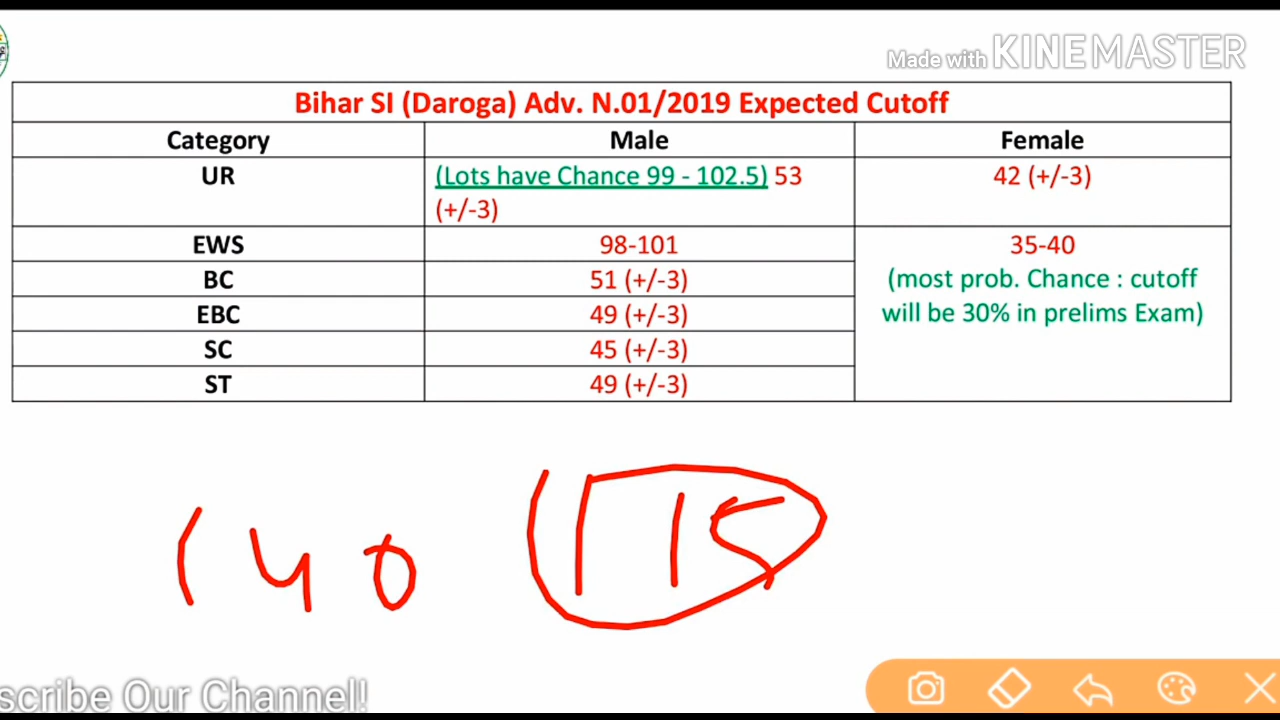 Made with KINEMASTER
Bihar SI (Daroga) Adv. N.01/2019 Expected Cutoff
Category Male Female
UR (Lots have Chance 99 - 102.5) 53 42 (+/-3)
(+/-3)
EWS 98-101 35-40
BC 51 (+/-3) (most prob. Chance : cutoff
EBC 49 (+/-3) will be 30% in prelims Exam)
SC 45 (+/-3)
ST 49 (+/-3)
140 115
scribe Our Channel!